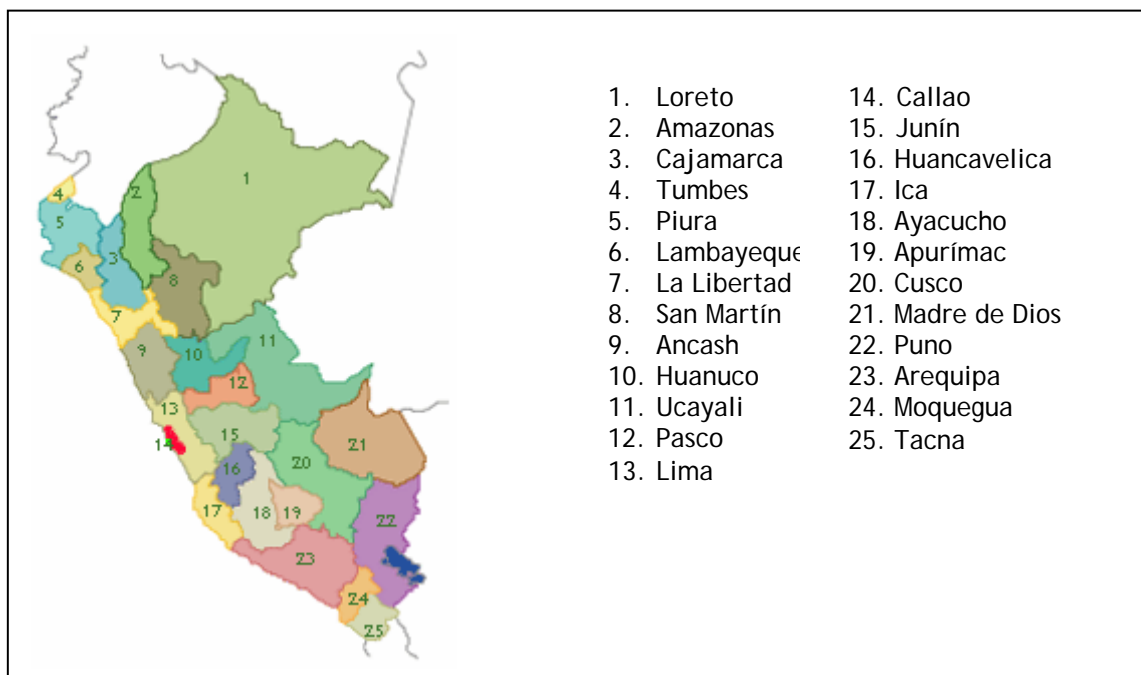 1
2
4
5
3
6
8
7
11
10
9
12
13
14
15
21
20
16
17
18
19
22
23
24
25
1. Loreto
2. Amazonas
3. Cajamarca
4. Tumbes
5. Piura
6. Lambayeque
7. La Libertad
8. San Martín
9. Ancash
10. Huanuco
11. Ucayali
12. Pasco
13. Lima
14. Callao
15. Junín
16. Huancavelica
17. Ica
18. Ayacucho
19. Apurímac
20. Cusco
21. Madre de Dios
22. Puno
23. Arequipa
24. Moquegua
25. Tacna